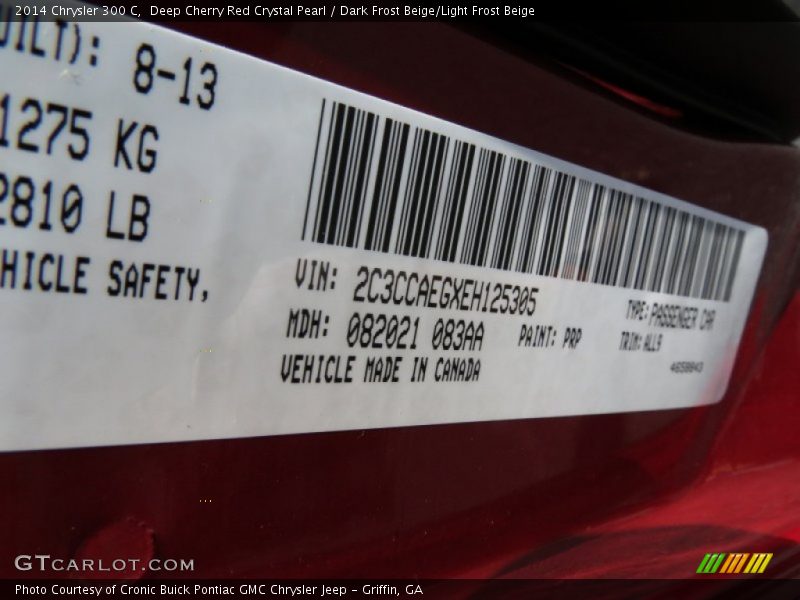 2014 Chrysler 300 C,  Deep Cherry Red Crystal Pearl / Dark Frost Beige/Light Frost Beige
UILT): 8-13
1275 KG
2810 LB
HICLE SAFETY,
VIN: 2C3CCAEGXEH125305
TYPE: PASSENGER CAR
MDH: 082021 083AA
PAINT: PRP
TRIM: ALL9
VEHICLE MADE IN CANADA
GTCARLOT.COM
Photo Courtesy of Cronic Buick Pontiac GMC Chrysler Jeep - Griffin, GA